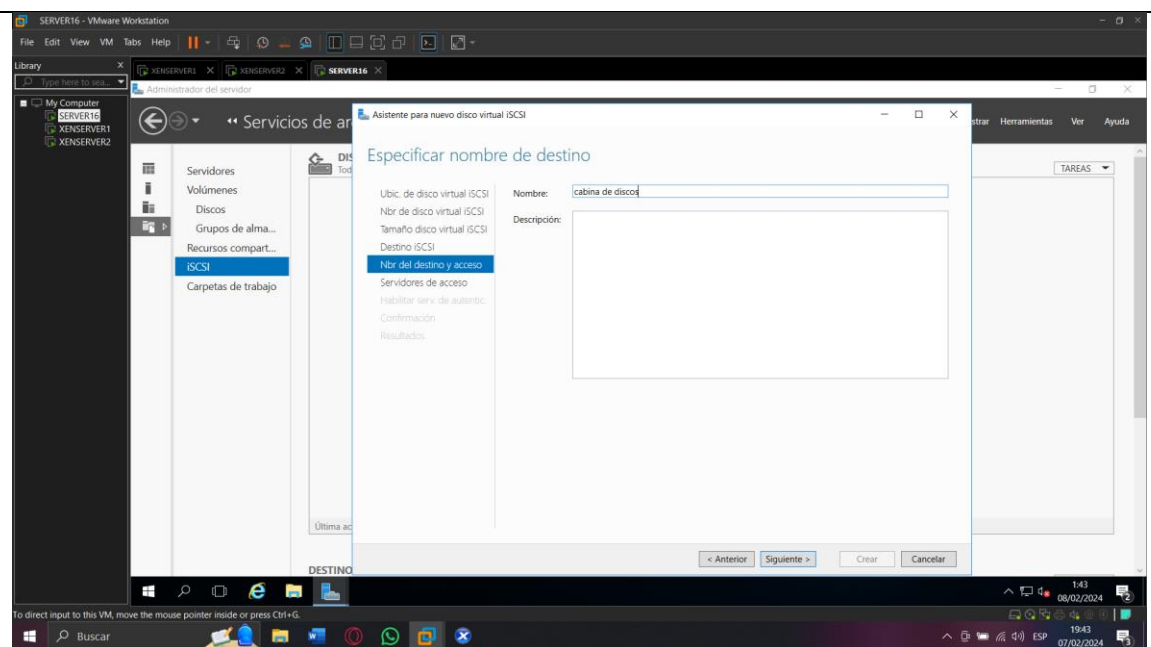 SERVER16 - VMware Workstation
File Edit View VM Tabs Help
Library X
Type here to sea...
My Computer
SERVER16
XENSERVER1
XENSERVER2
XENSERVER1 X XENSERVER2 X SERVER16 X
Administrador del servidor
Servicios de ar
strar Herramientas Ver Ayuda
Servidores
Volúmenes
Discos
Grupos de alma...
Recursos compart...
iSCSI
Carpetas de trabajo
DIS
Tod
TAREAS
Última ac
DESTINO
Asistente para nuevo disco virtual iSCSI
Especificar nombre de destino
Ubic. de disco virtual iSCSI
Nbr de disco virtual iSCSI
Tamaño disco virtual iSCSI
Destino iSCSI
Nbr del destino y acceso
Servidores de acceso
Habilitar serv. de autentic.
Confirmación
Resultados
Nombre: cabina de discos
Descripción:
< Anterior Siguiente > Crear Cancelar
1:43
08/02/2024
2
To direct input to this VM, move the mouse pointer inside or press Ctrl+G.
Buscar
ESP
19:43
07/02/2024
3